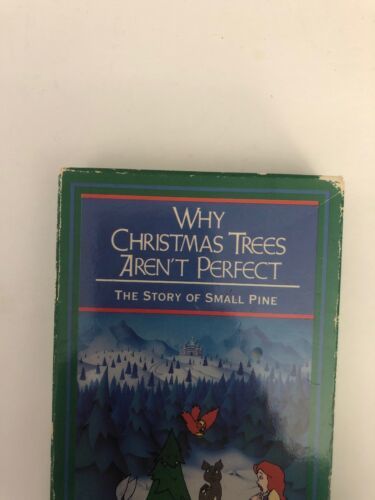 WHY
CHRISTMAS TREES
AREN'T PERFECT
THE STORY OF SMALL PINE